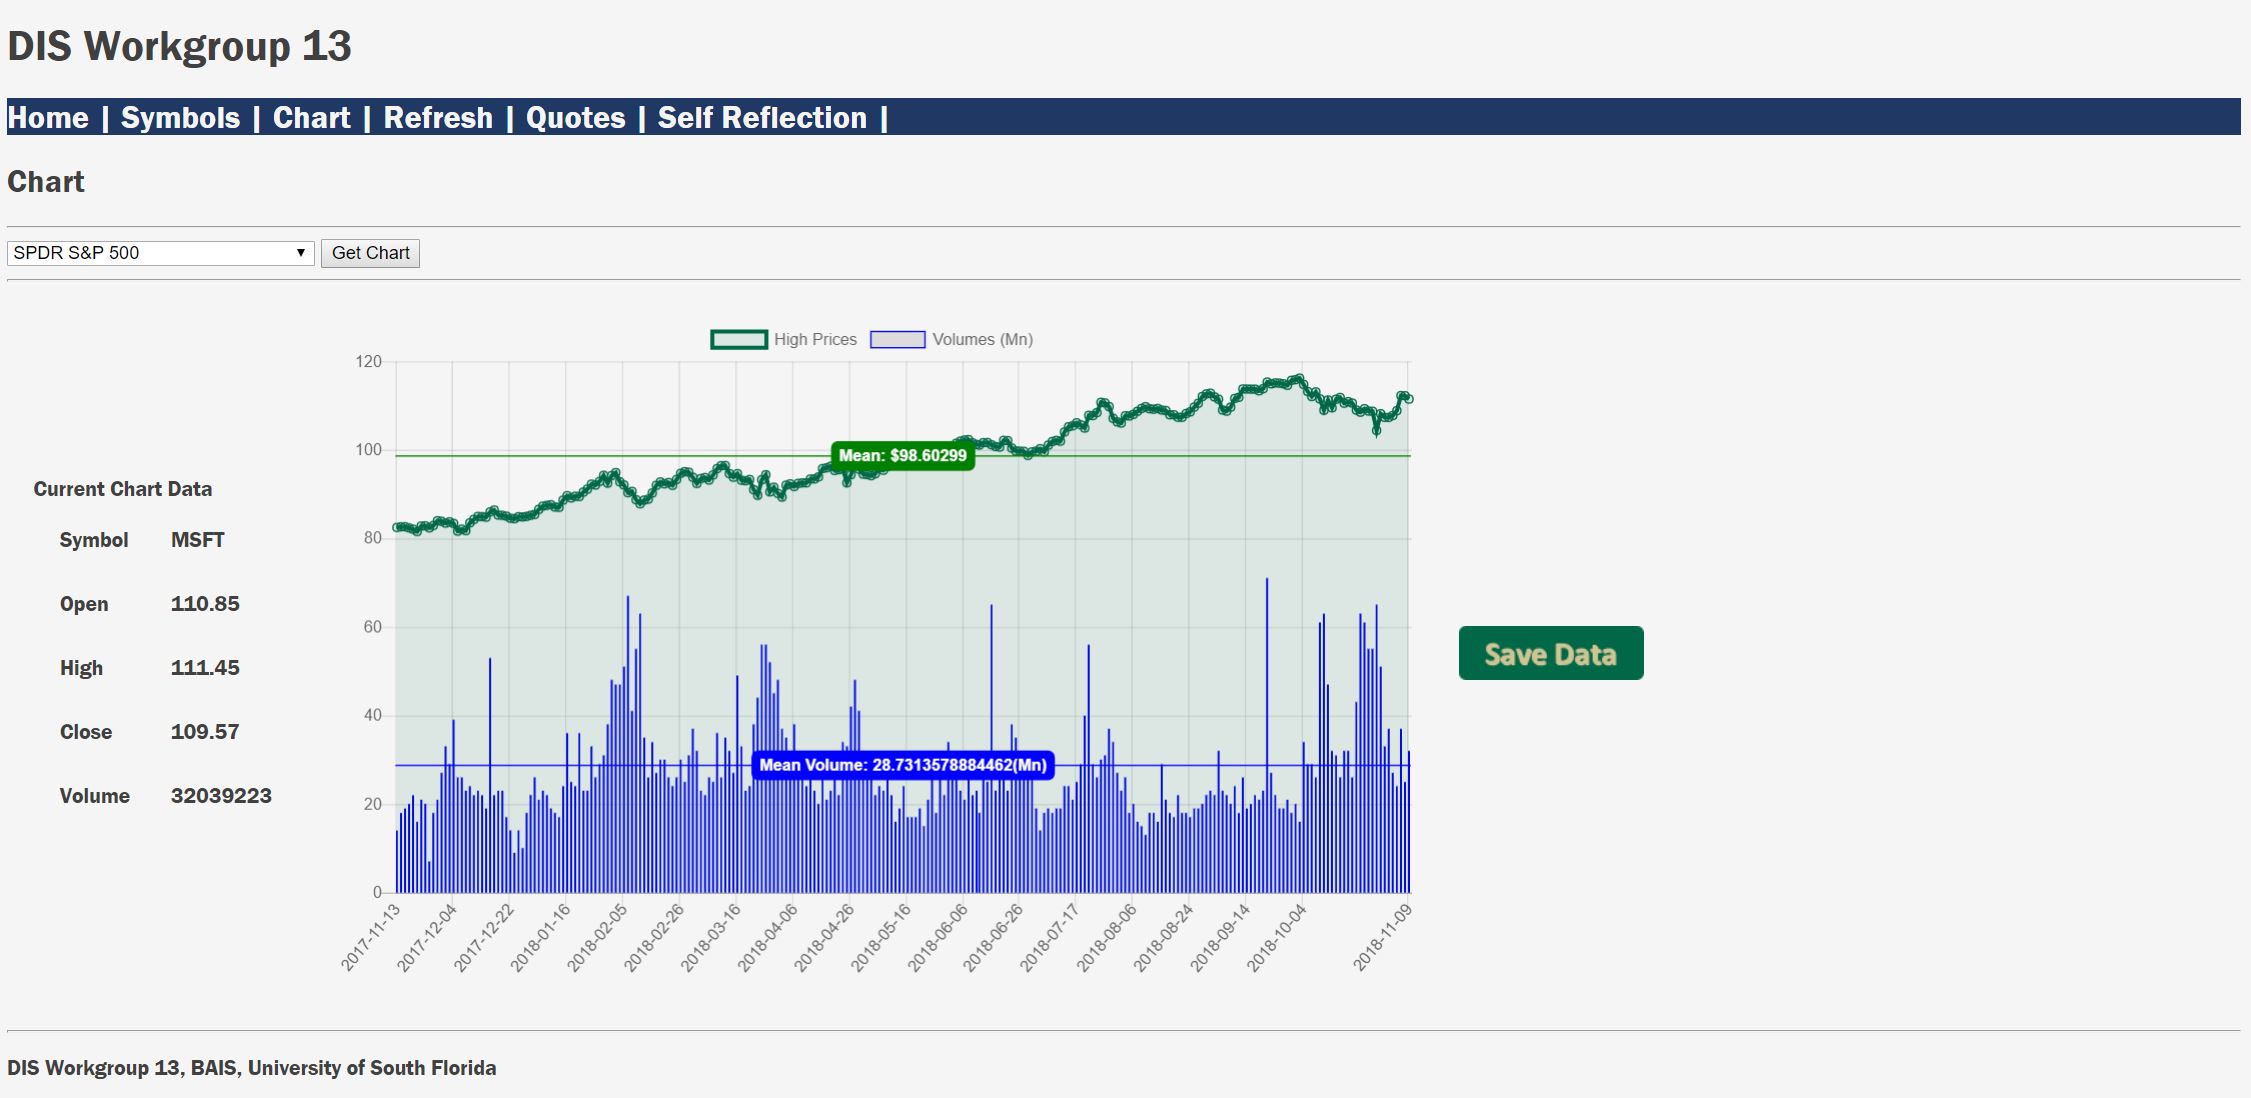 DIS Workgroup 13
Home | Symbols | Chart | Refresh | Quotes | Self Reflection |
Chart
SPDR S&P 500 ▼ Get Chart
High Prices Volumes (Mn)
120
100
80
60
40
20
0
Mean: $98.60299
Mean Volume: 28.7313578884462(Mn)
2017-11-13 2017-12-04 2017-12-22 2018-01-16 2018-02-05 2018-02-26 2018-03-16 2018-04-06 2018-04-26 2018-05-16 2018-06-06 2018-06-26 2018-07-17 2018-08-06 2018-08-24 2018-09-14 2018-10-04 2018-11-09
Current Chart Data
Symbol MSFT
Open 110.85
High 111.45
Close 109.57
Volume 32039223
Save Data
DIS Workgroup 13, BAIS, University of South Florida